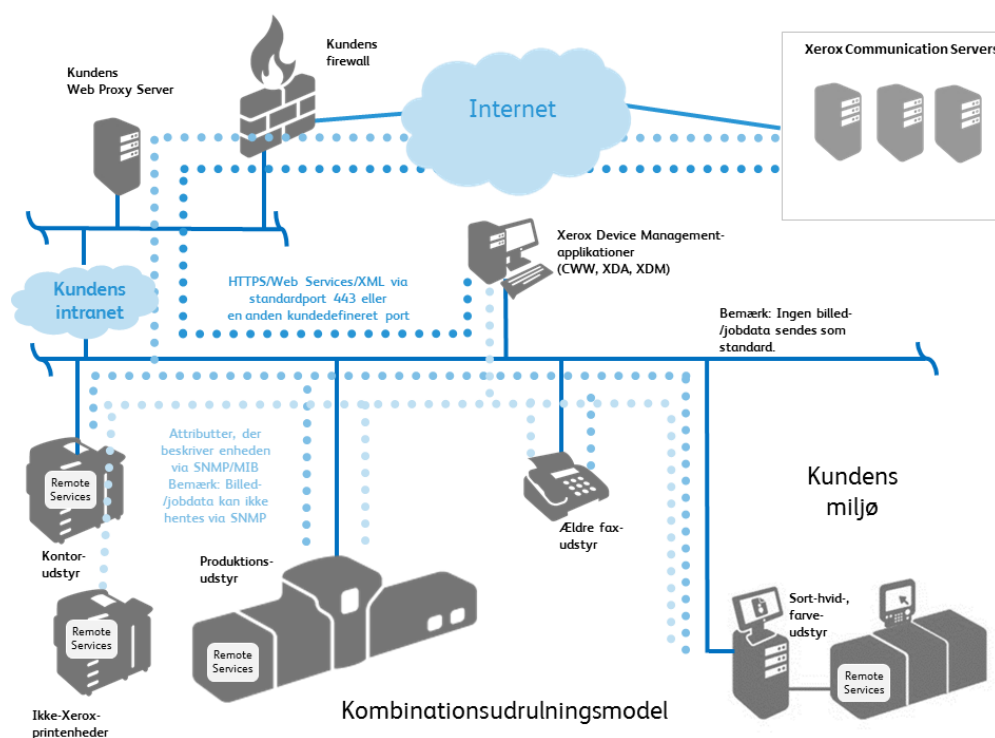 Kundens
firewall
Xerox Communication Servers
Kundens
Web Proxy Server
Internet
Xerox Device Management-
applikationer
(CWW, XDA, XDM)
Kundens
intranet
HTTPS/Web Services/XML via
standardport 443 eller
en anden kundedefineret port
Bemærk: Ingen billed-
/jobdata sendes som
standard.
Attributter, der
beskriver enheden
via SNMP/MIB
Bemærk: Billed-
/jobdata kan ikke
hentes via SNMP
Remote
Services
Kontor-
udstyr
Produktions-
udstyr
Ældre fax-
udstyr
Kundens
miljø
Sort-hvid-,
farve-
udstyr
Remote
Services
Remote
Services
Remote
Services
Ikke-Xerox-
printenheder
Kombinationsudrulningsmodel